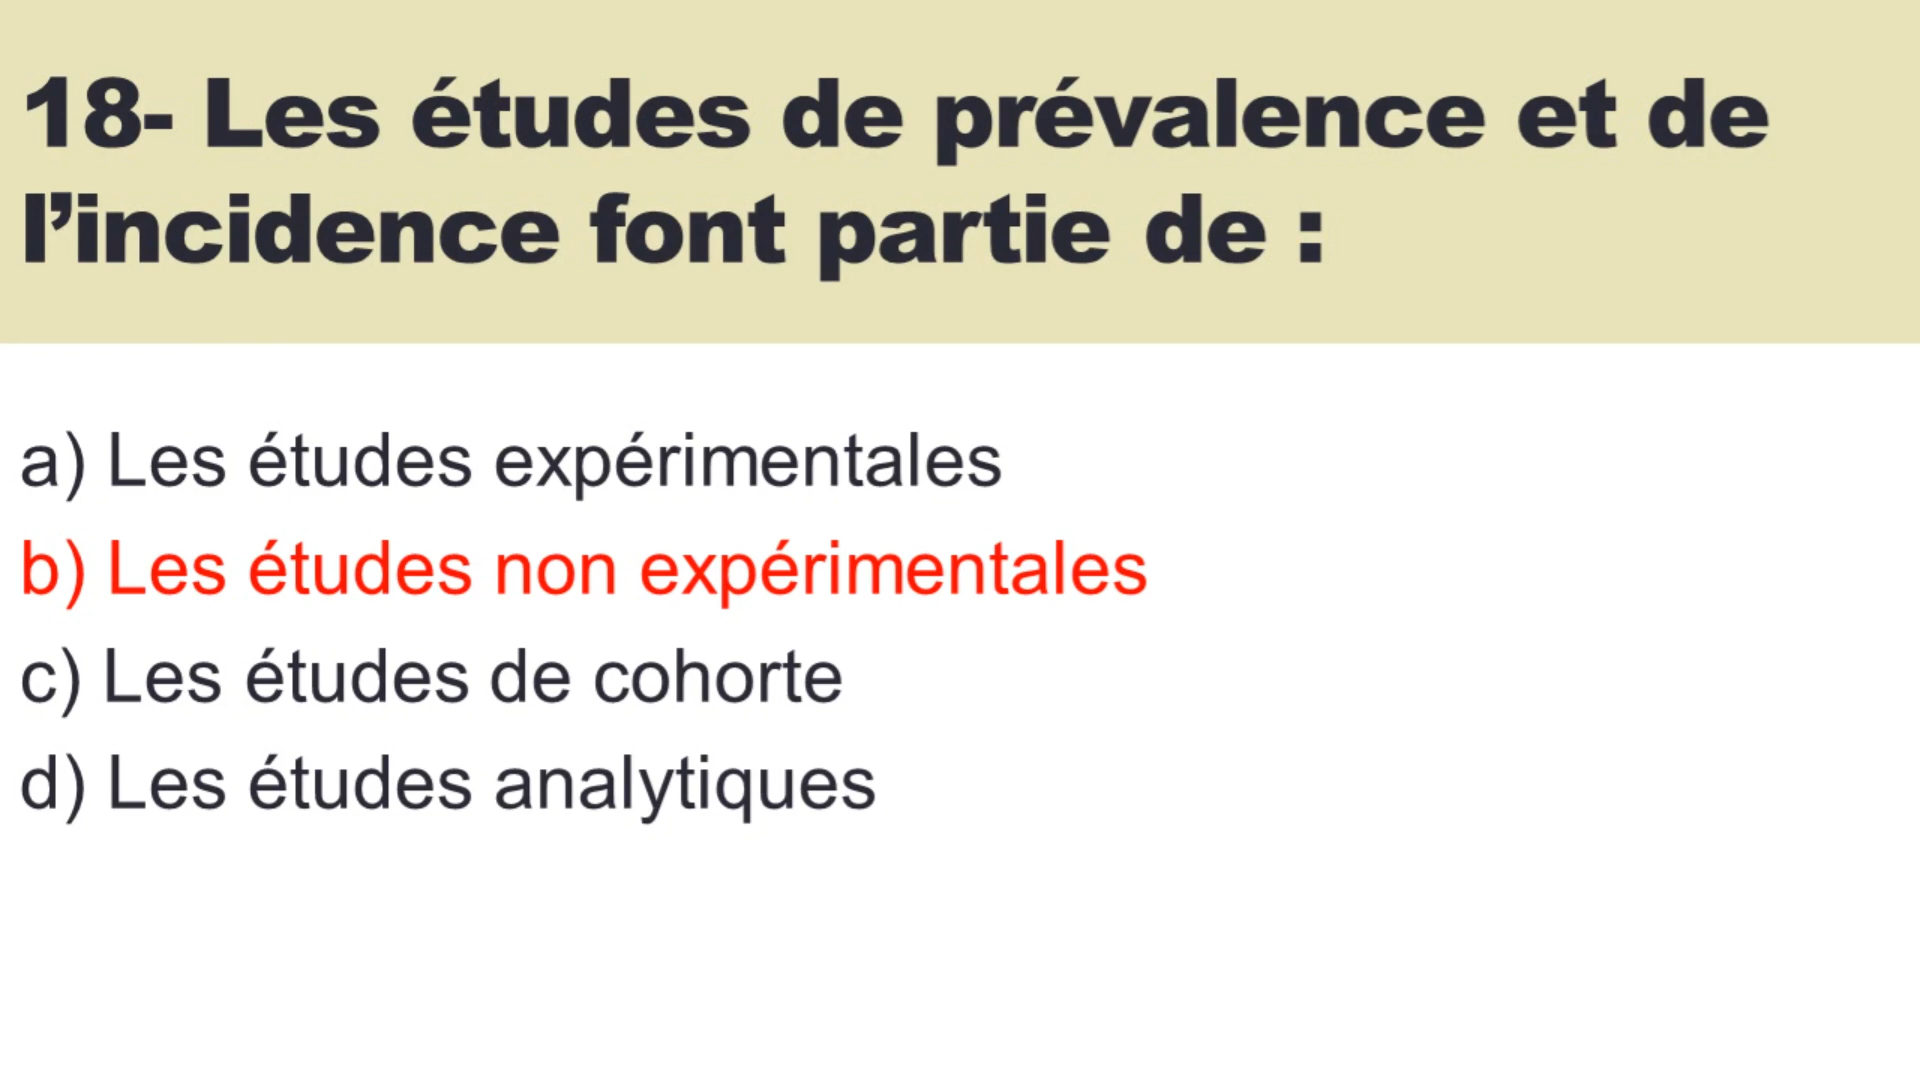 18- Les études de prévalence et de
l’incidence font partie de :
a) Les études expérimentales
b) Les études non expérimentales
c) Les études de cohorte
d) Les études analytiques